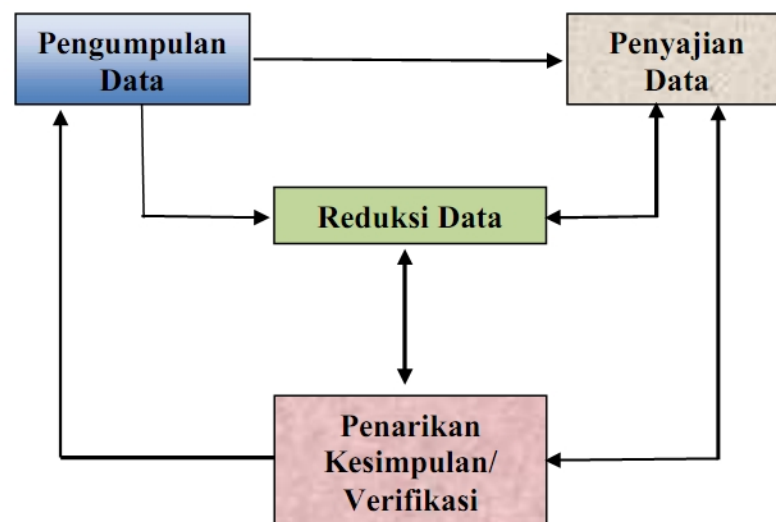 Pengumpulan
Data
Penyajian
Data
Reduksi Data
Penarikan
Kesimpulan/
Verifikasi